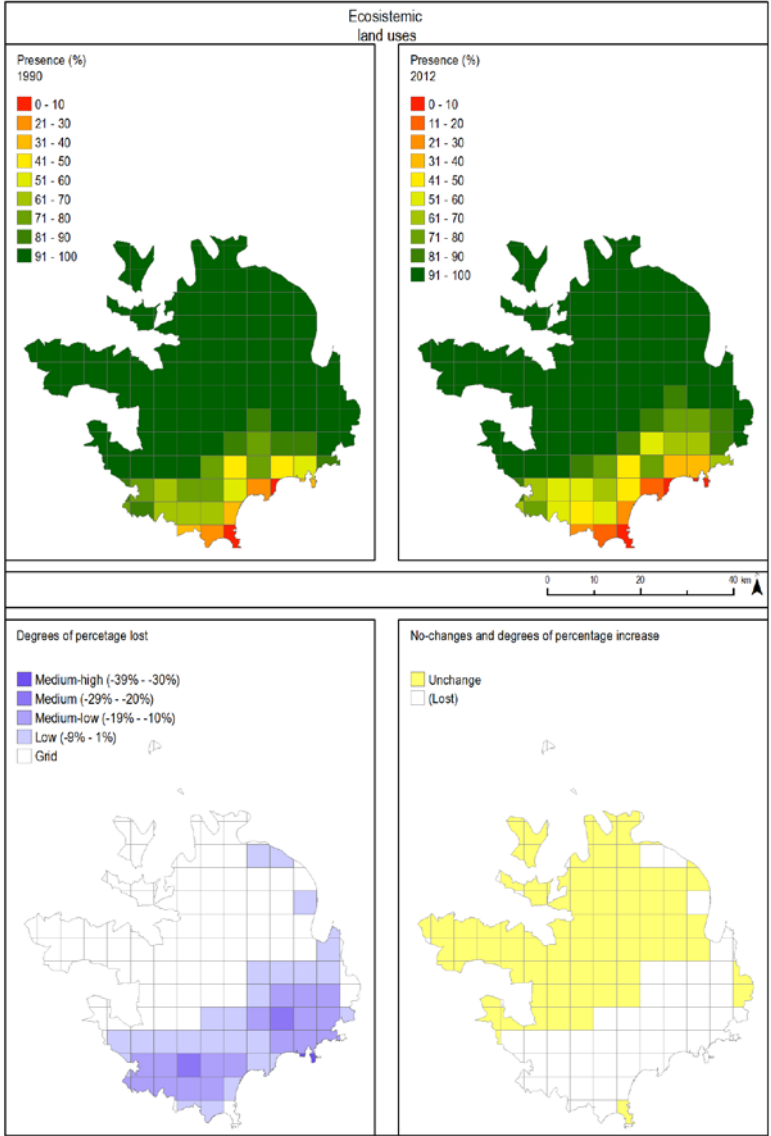 Ecosistemic
land uses
Presence (%)
1990
0 - 10
21 - 30
31 - 40
41 - 50
51 - 60
61 - 70
71 - 80
81 - 90
91 - 100
Presence (%)
2012
0 - 10
11 - 20
21 - 30
31 - 40
41 - 50
51 - 60
61 - 70
71 - 80
81 - 90
91 - 100
0 10 20 40 km
Degrees of percetage lost
Medium-high (-39% - -30%)
Medium (-29% - -20%)
Medium-low (-19% - -10%)
Low (-9% - 1%)
Grid
No-changes and degrees of percentage increase
Unchange
(Lost)